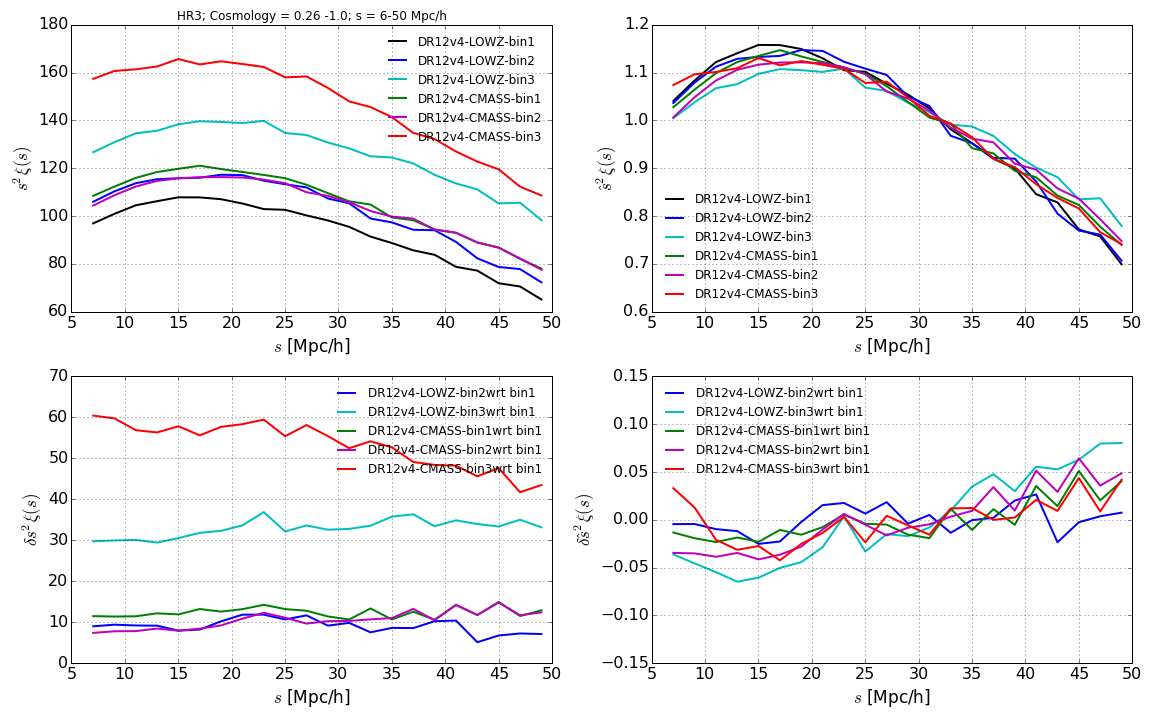 HR3; Cosmology = 0.26 -1.0; s = 6-50 Mpc/h
180
160
140
120
100
80
60
5 10 15 20 25 30 35 40 45 50
s² ξ(s)
s [Mpc/h]
DR12v4-LOWZ-bin1
DR12v4-LOWZ-bin2
DR12v4-LOWZ-bin3
DR12v4-CMASS-bin1
DR12v4-CMASS-bin2
DR12v4-CMASS-bin3
1.2
1.1
1.0
0.9
0.8
0.7
0.6
5 10 15 20 25 30 35 40 45 50
s² ξ(s)
s [Mpc/h]
DR12v4-LOWZ-bin1
DR12v4-LOWZ-bin2
DR12v4-LOWZ-bin3
DR12v4-CMASS-bin1
DR12v4-CMASS-bin2
DR12v4-CMASS-bin3
70
60
50
40
30
20
10
0
5 10 15 20 25 30 35 40 45 50
δs² ξ(s)
s [Mpc/h]
DR12v4-LOWZ-bin2wrt bin1
DR12v4-LOWZ-bin3wrt bin1
DR12v4-CMASS-bin1wrt bin1
DR12v4-CMASS-bin2wrt bin1
DR12v4-CMASS-bin3wrt bin1
0.15
0.10
0.05
0.00
−0.05
−0.10
−0.15
5 10 15 20 25 30 35 40 45 50
δs² ξ(s)
s [Mpc/h]
DR12v4-LOWZ-bin2wrt bin1
DR12v4-LOWZ-bin3wrt bin1
DR12v4-CMASS-bin1wrt bin1
DR12v4-CMASS-bin2wrt bin1
DR12v4-CMASS-bin3wrt bin1